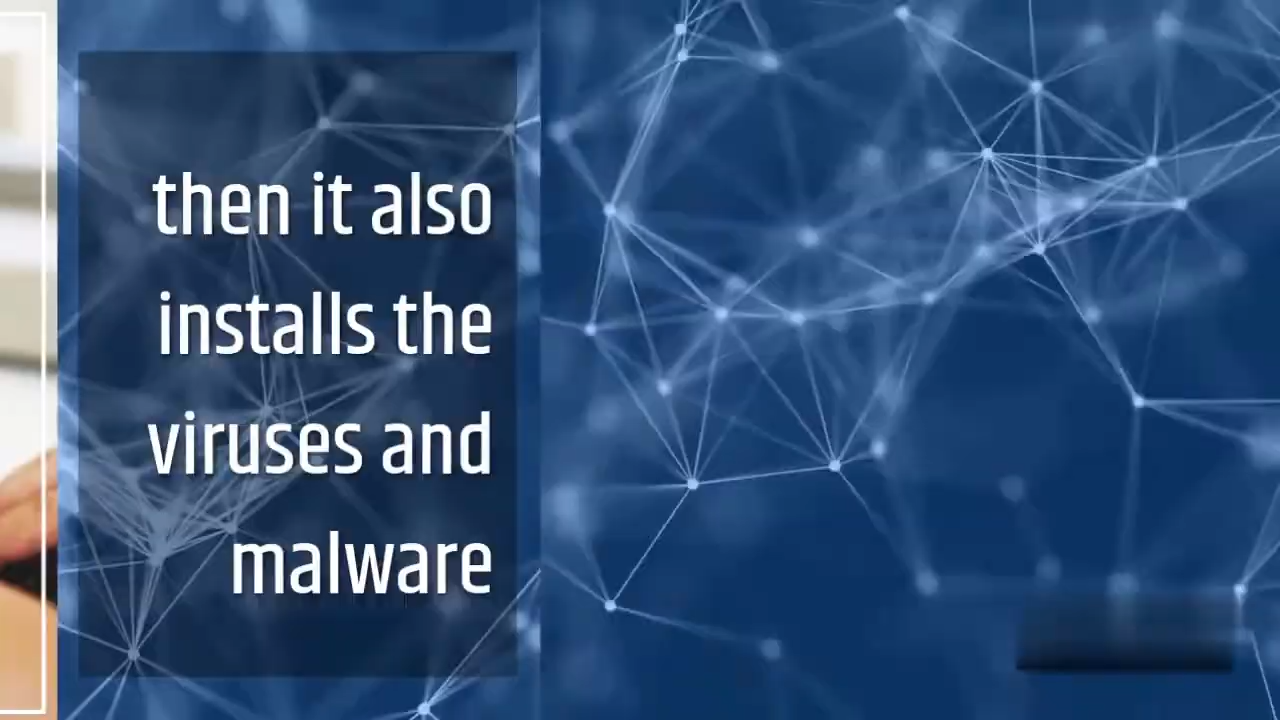 then it also
installs the
viruses and
malware